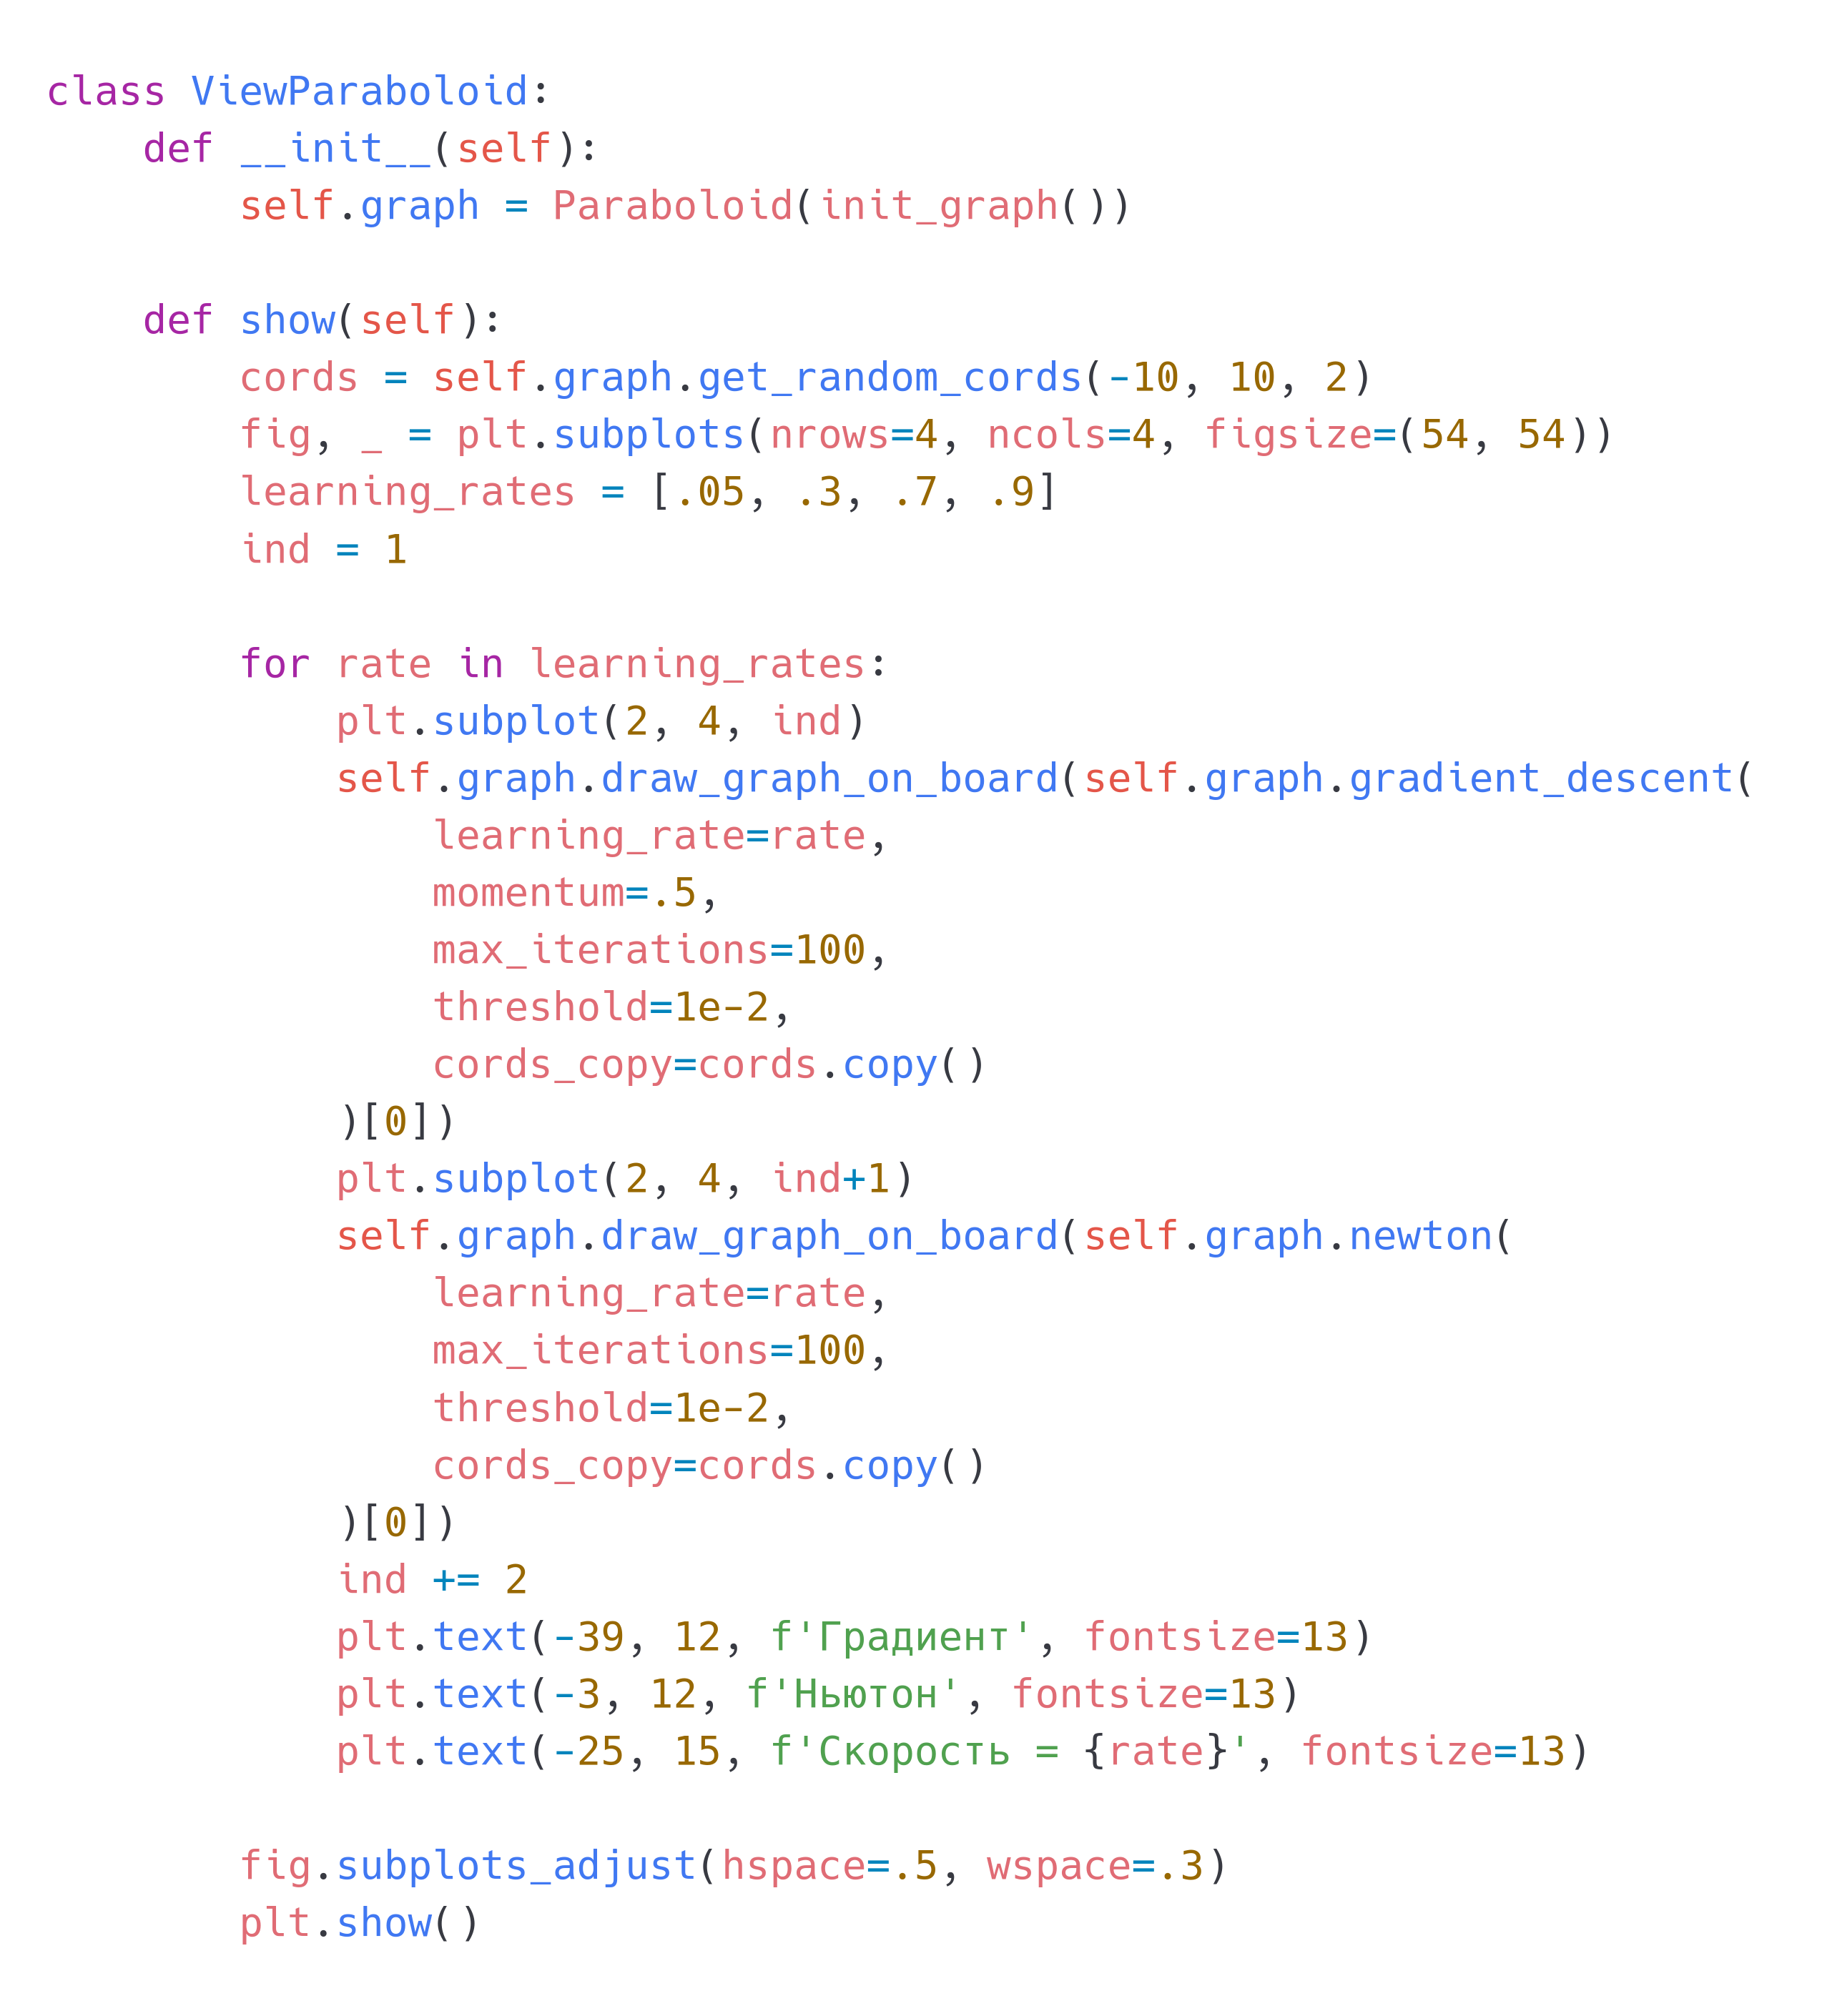 class ViewParaboloid:
    def __init__(self):
        self.graph = Paraboloid(init_graph())

    def show(self):
        cords = self.graph.get_random_cords(-10, 10, 2)
        fig, _ = plt.subplots(nrows=4, ncols=4, figsize=(54, 54))
        learning_rates = [.05, .3, .7, .9]
        ind = 1

        for rate in learning_rates:
            plt.subplot(2, 4, ind)
            self.graph.draw_graph_on_board(self.graph.gradient_descent(
                learning_rate=rate,
                momentum=.5,
                max_iterations=100,
                threshold=1e-2,
                cords_copy=cords.copy()
            )[0])
            plt.subplot(2, 4, ind+1)
            self.graph.draw_graph_on_board(self.graph.newton(
                learning_rate=rate,
                max_iterations=100,
                threshold=1e-2,
                cords_copy=cords.copy()
            )[0])
            ind += 2
            plt.text(-39, 12, f'Градиент', fontsize=13)
            plt.text(-3, 12, f'Ньютон', fontsize=13)
            plt.text(-25, 15, f'Скорость = {rate}', fontsize=13)

        fig.subplots_adjust(hspace=.5, wspace=.3)
        plt.show()